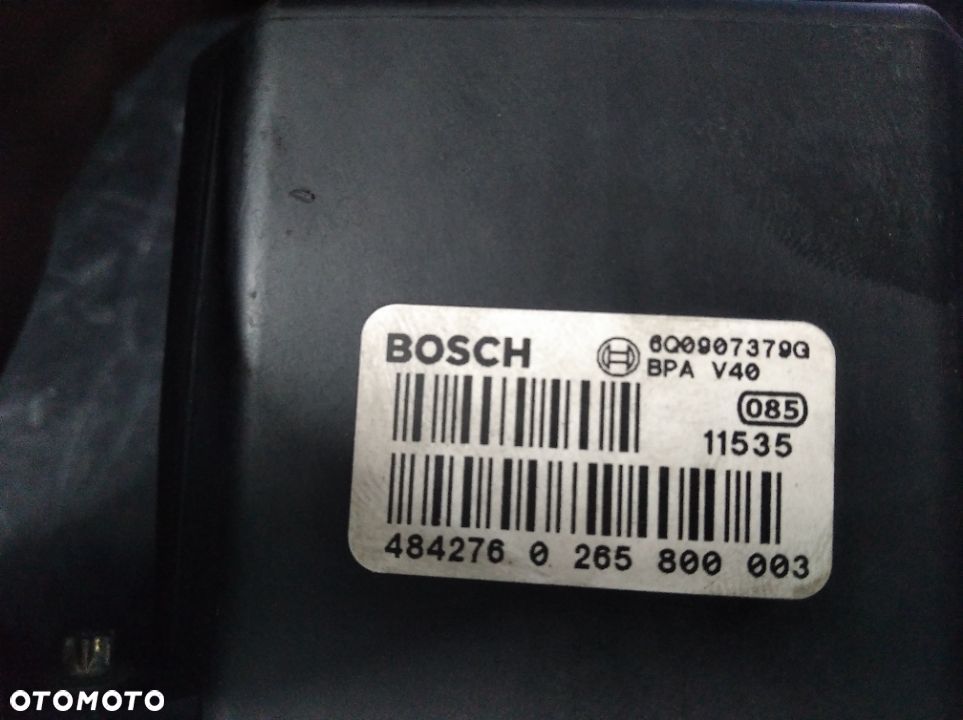 BOSCH
6Q0907379G
BPA V40
085
11535
484276 0 265 800 003
OTOMOTO